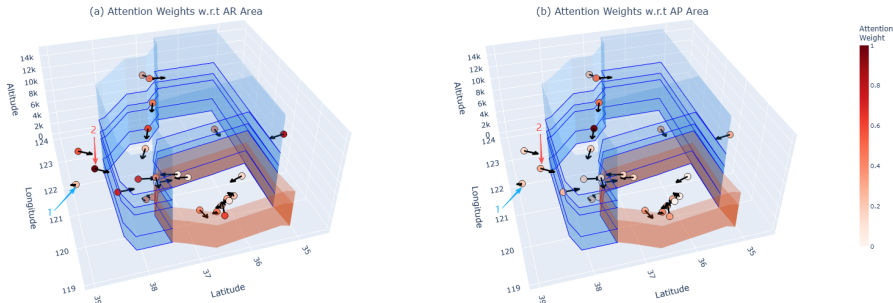 (a) Attention Weights w.r.t AR Area
(b) Attention Weights w.r.t AP Area
Attention
Weight
1
0.8
0.6
0.4
0.2
0
14k
12k
10k
8k
6k
4k
2k
0
Altitude
124
123
122
121
120
119
Longitude
39
38
37
36
35
Latitude
2
1
14k
12k
10k
8k
6k
4k
2k
0
Altitude
124
123
122
121
120
119
Longitude
39
38
37
36
35
Latitude
2
1